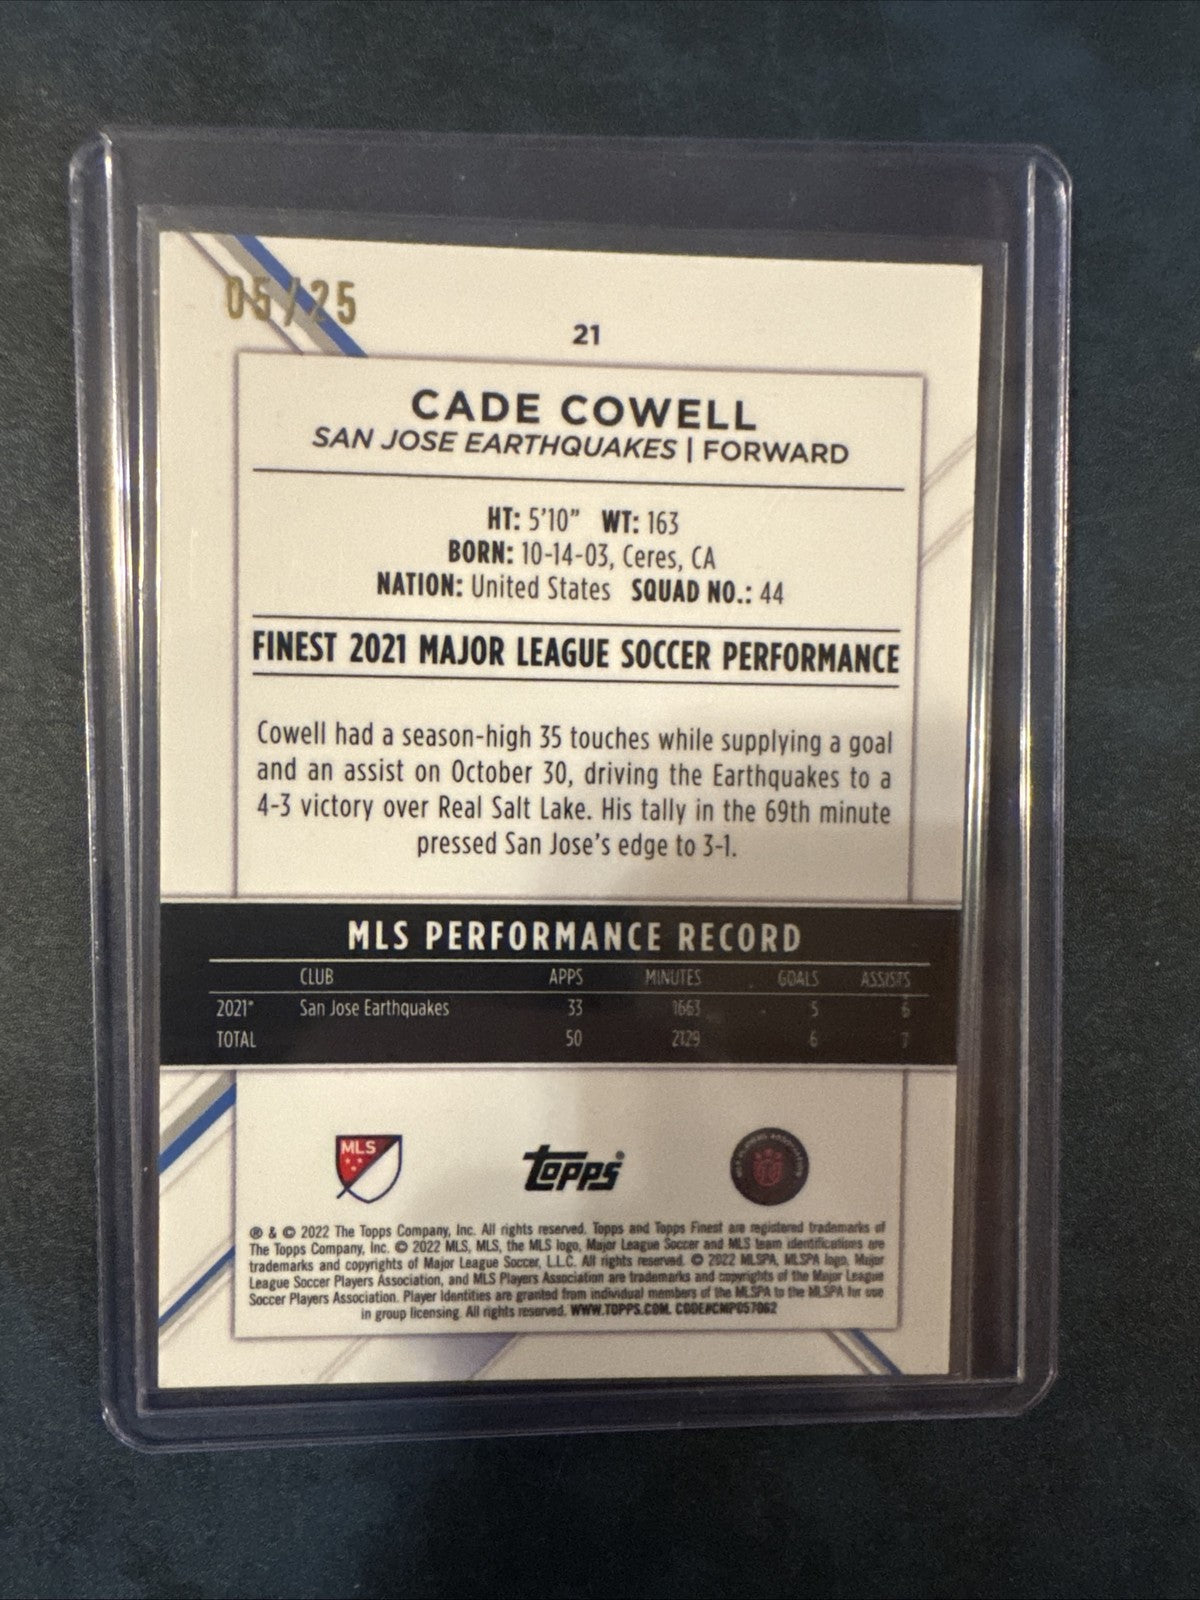 05/25
21
CADE COWELL
SAN JOSE EARTHQUAKES | FORWARD
HT: 5'10" WT: 163
BORN: 10-14-03, Ceres, CA
NATION: United States SQUAD NO.: 44
FINEST 2021 MAJOR LEAGUE SOCCER PERFORMANCE
Cowell had a season-high 35 touches while supplying a goal
and an assist on October 30, driving the Earthquakes to a
4-3 victory over Real Salt Lake. His tally in the 69th minute
pressed San Jose's edge to 3-1.
MLS PERFORMANCE RECORD
CLUB APPS MINUTES GOALS ASSISTS
2021* San Jose Earthquakes 33 1663 5 6
TOTAL 50 2129 6 7
MLS
Topps®
® & © 2022 The Topps Company, Inc. All rights reserved. Topps and Topps Finest are registered trademarks of
The Topps Company, Inc. © 2022 MLS, MLS, the MLS logo, Major League Soccer and MLS team identifications are
trademarks and copyrights of Major League Soccer, L.L.C. All rights reserved. © 2022 MLSPA, MLSPA logo, Major
League Soccer Players Association, and MLS Players Association are trademarks and copyrights of the Major League
Soccer Players Association. Player Identities are granted from individual members of the MLSPA to the MLSPA for use
in group licensing. All rights reserved. WWW.TOPPS.COM. CODE#CMP057062